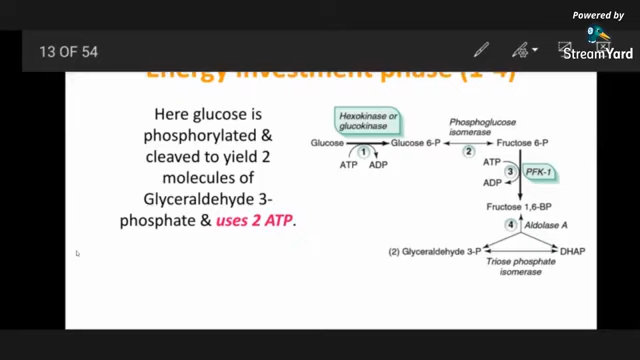 Powered by
StreamYard
13 OF 54
Energy investment phase (1-4)
Here glucose is
phosphorylated &
cleaved to yield 2
molecules of
Glyceraldehyde 3-
phosphate & uses 2 ATP.
Hexokinase or
glucokinase
Phosphoglucose
isomerase
Glucose
Glucose 6-P
Fructose 6-P
1
2
ATP
ADP
ATP
3
PFK-1
ADP
Fructose 1,6-BP
4
Aldolase A
(2) Glyceraldehyde 3-P
DHAP
Triose phosphate
isomerase